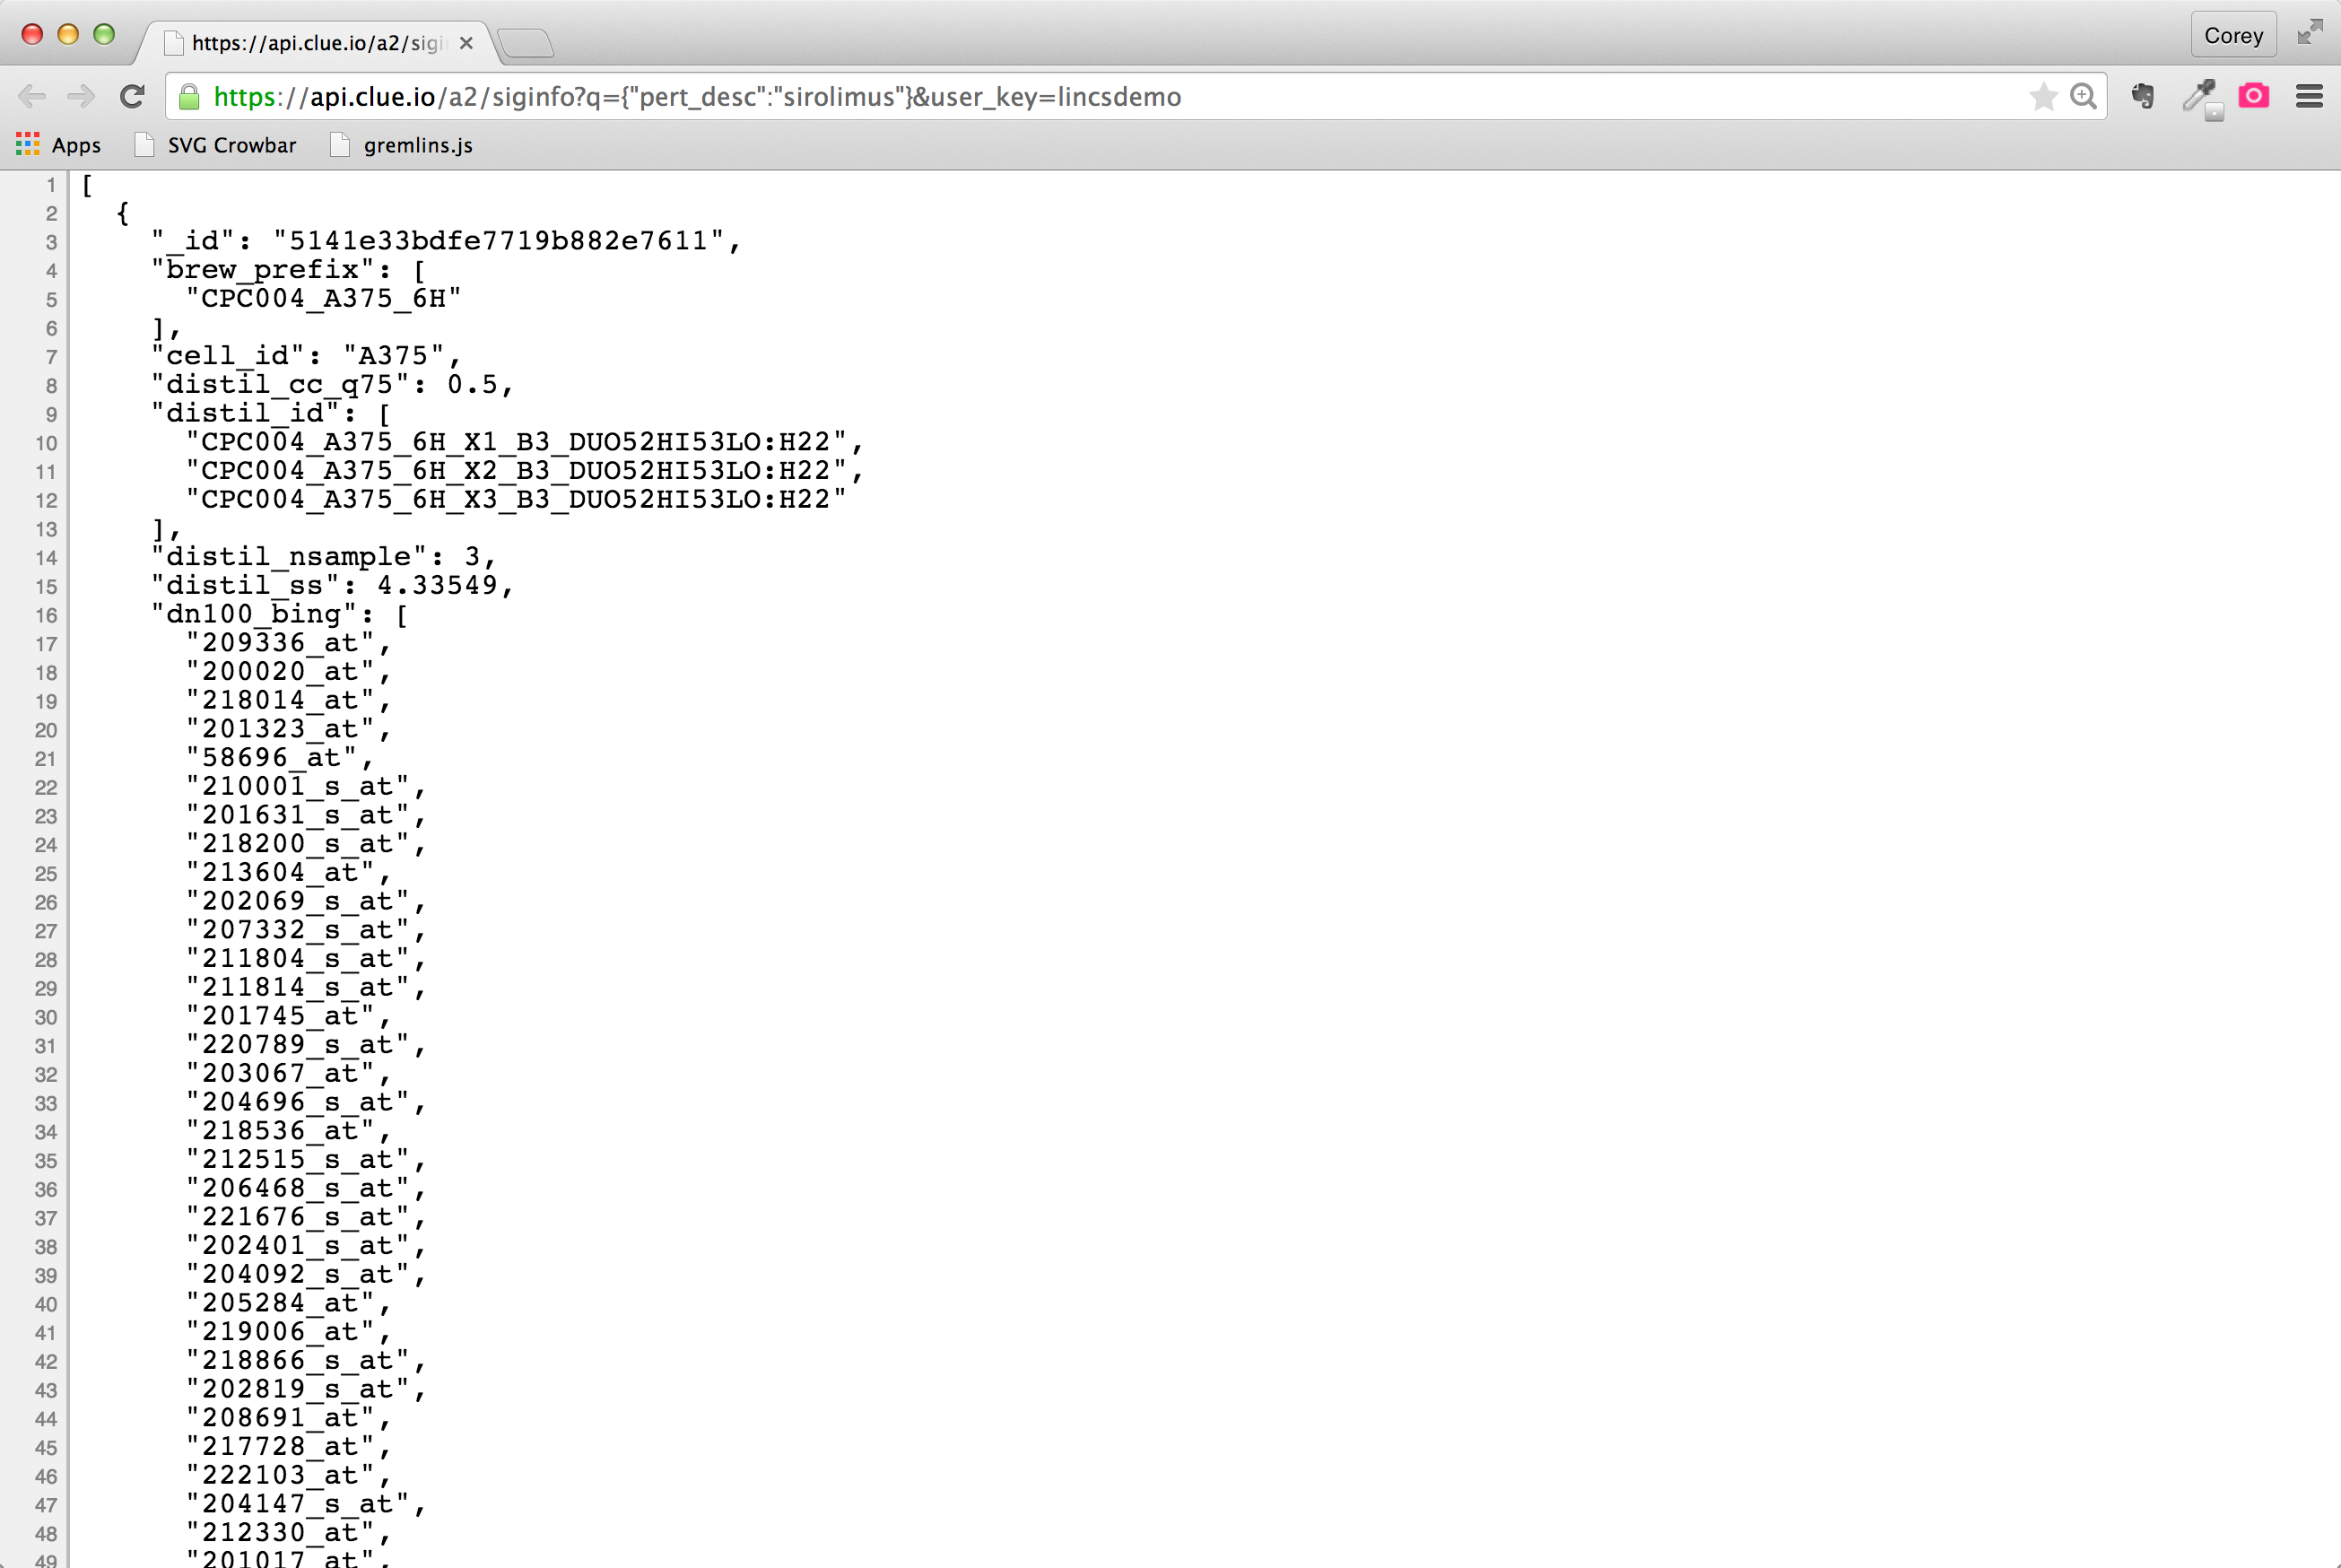 https://api.clue.io/a2/sigi
Corey
https://api.clue.io/a2/siginfo?q={"pert_desc":"sirolimus"}&user_key=lincsdemo
Apps SVG Crowbar gremlins.js
1 [
2 {
3 "_id": "5141e33bdfe7719b882e7611",
4 "brew_prefix": [
5 "CPC004_A375_6H"
6 ],
7 "cell_id": "A375",
8 "distil_cc_q75": 0.5,
9 "distil_id": [
10 "CPC004_A375_6H_X1_B3_DUO52HI53LO:H22",
11 "CPC004_A375_6H_X2_B3_DUO52HI53LO:H22",
12 "CPC004_A375_6H_X3_B3_DUO52HI53LO:H22"
13 ],
14 "distil_nsample": 3,
15 "distil_ss": 4.33549,
16 "dn100_bing": [
17 "209336_at",
18 "200020_at",
19 "218014_at",
20 "201323_at",
21 "58696_at",
22 "210001_s_at",
23 "201631_s_at",
24 "218200_s_at",
25 "213604_at",
26 "202069_s_at",
27 "207332_s_at",
28 "211804_s_at",
29 "211814_s_at",
30 "201745_at",
31 "220789_s_at",
32 "203067_at",
33 "204696_s_at",
34 "218536_at",
35 "212515_s_at",
36 "206468_s_at",
37 "221676_s_at",
38 "202401_s_at",
39 "204092_s_at",
40 "205284_at",
41 "219006_at",
42 "218866_s_at",
43 "202819_s_at",
44 "208691_at",
45 "217728_at",
46 "222103_at",
47 "204147_s_at",
48 "212330_at",
49 "201017_at",